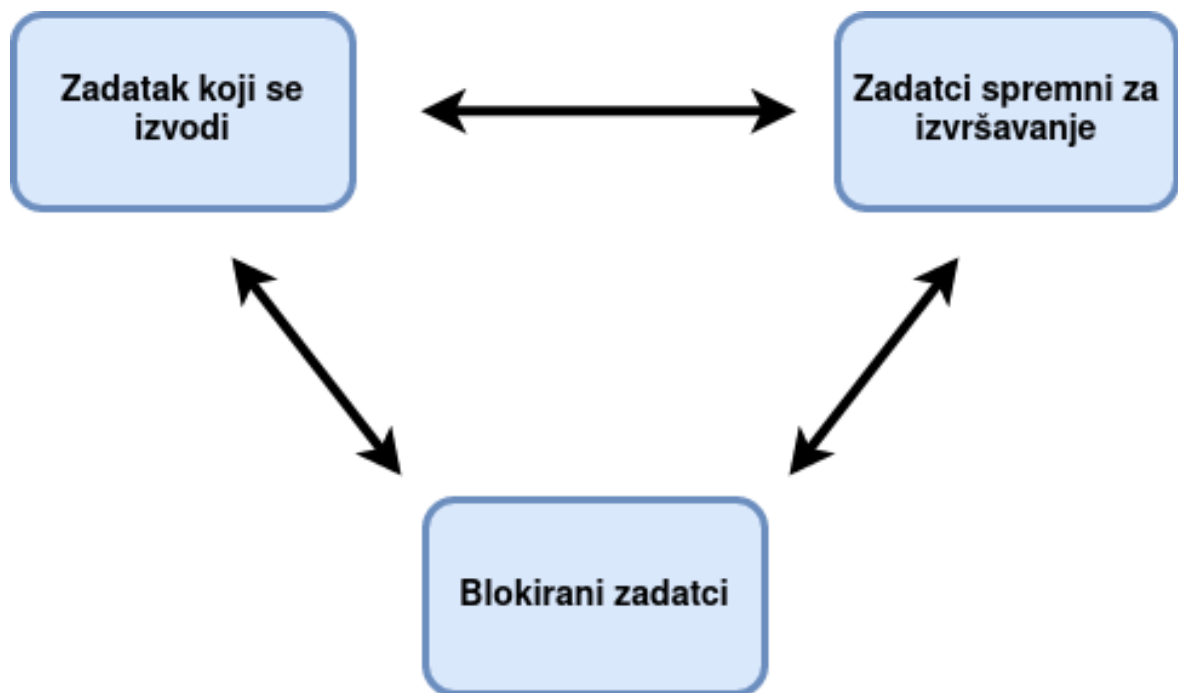 Zadatak koji se
izvodi
Zadatci spremni za
izvršavanje
Blokirani zadatci